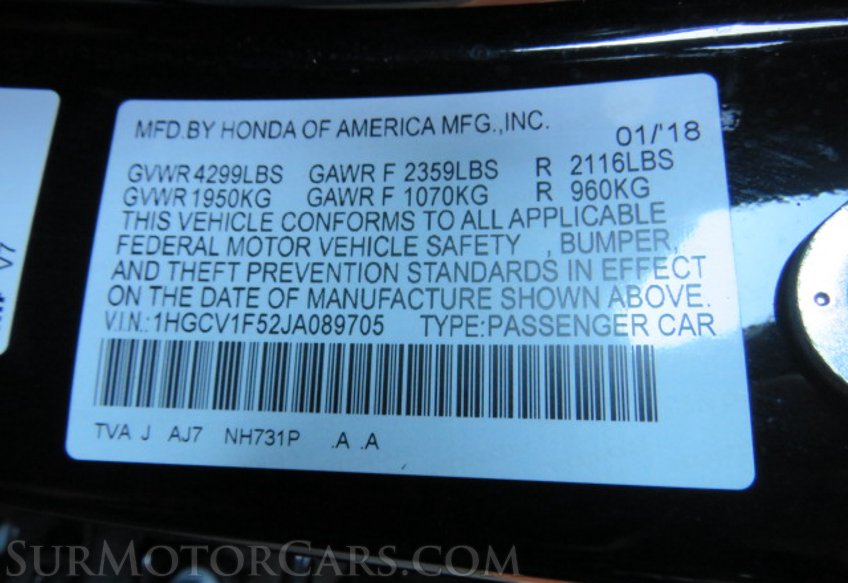 MFD.BY HONDA OF AMERICA MFG.,INC. 01/'18
GVWR 4299LBS GAWR F 2359LBS R 2116LBS
GVWR 1950KG GAWR F 1070KG R 960KG
THIS VEHICLE CONFORMS TO ALL APPLICABLE
FEDERAL MOTOR VEHICLE SAFETY , BUMPER,
AND THEFT PREVENTION STANDARDS IN EFFECT
ON THE DATE OF MANUFACTURE SHOWN ABOVE.
V.I.N.:1HGCV1F52JA089705 TYPE:PASSENGER CAR
TVA J AJ7 NH731P .A .A
V7
SurMotorCars.com